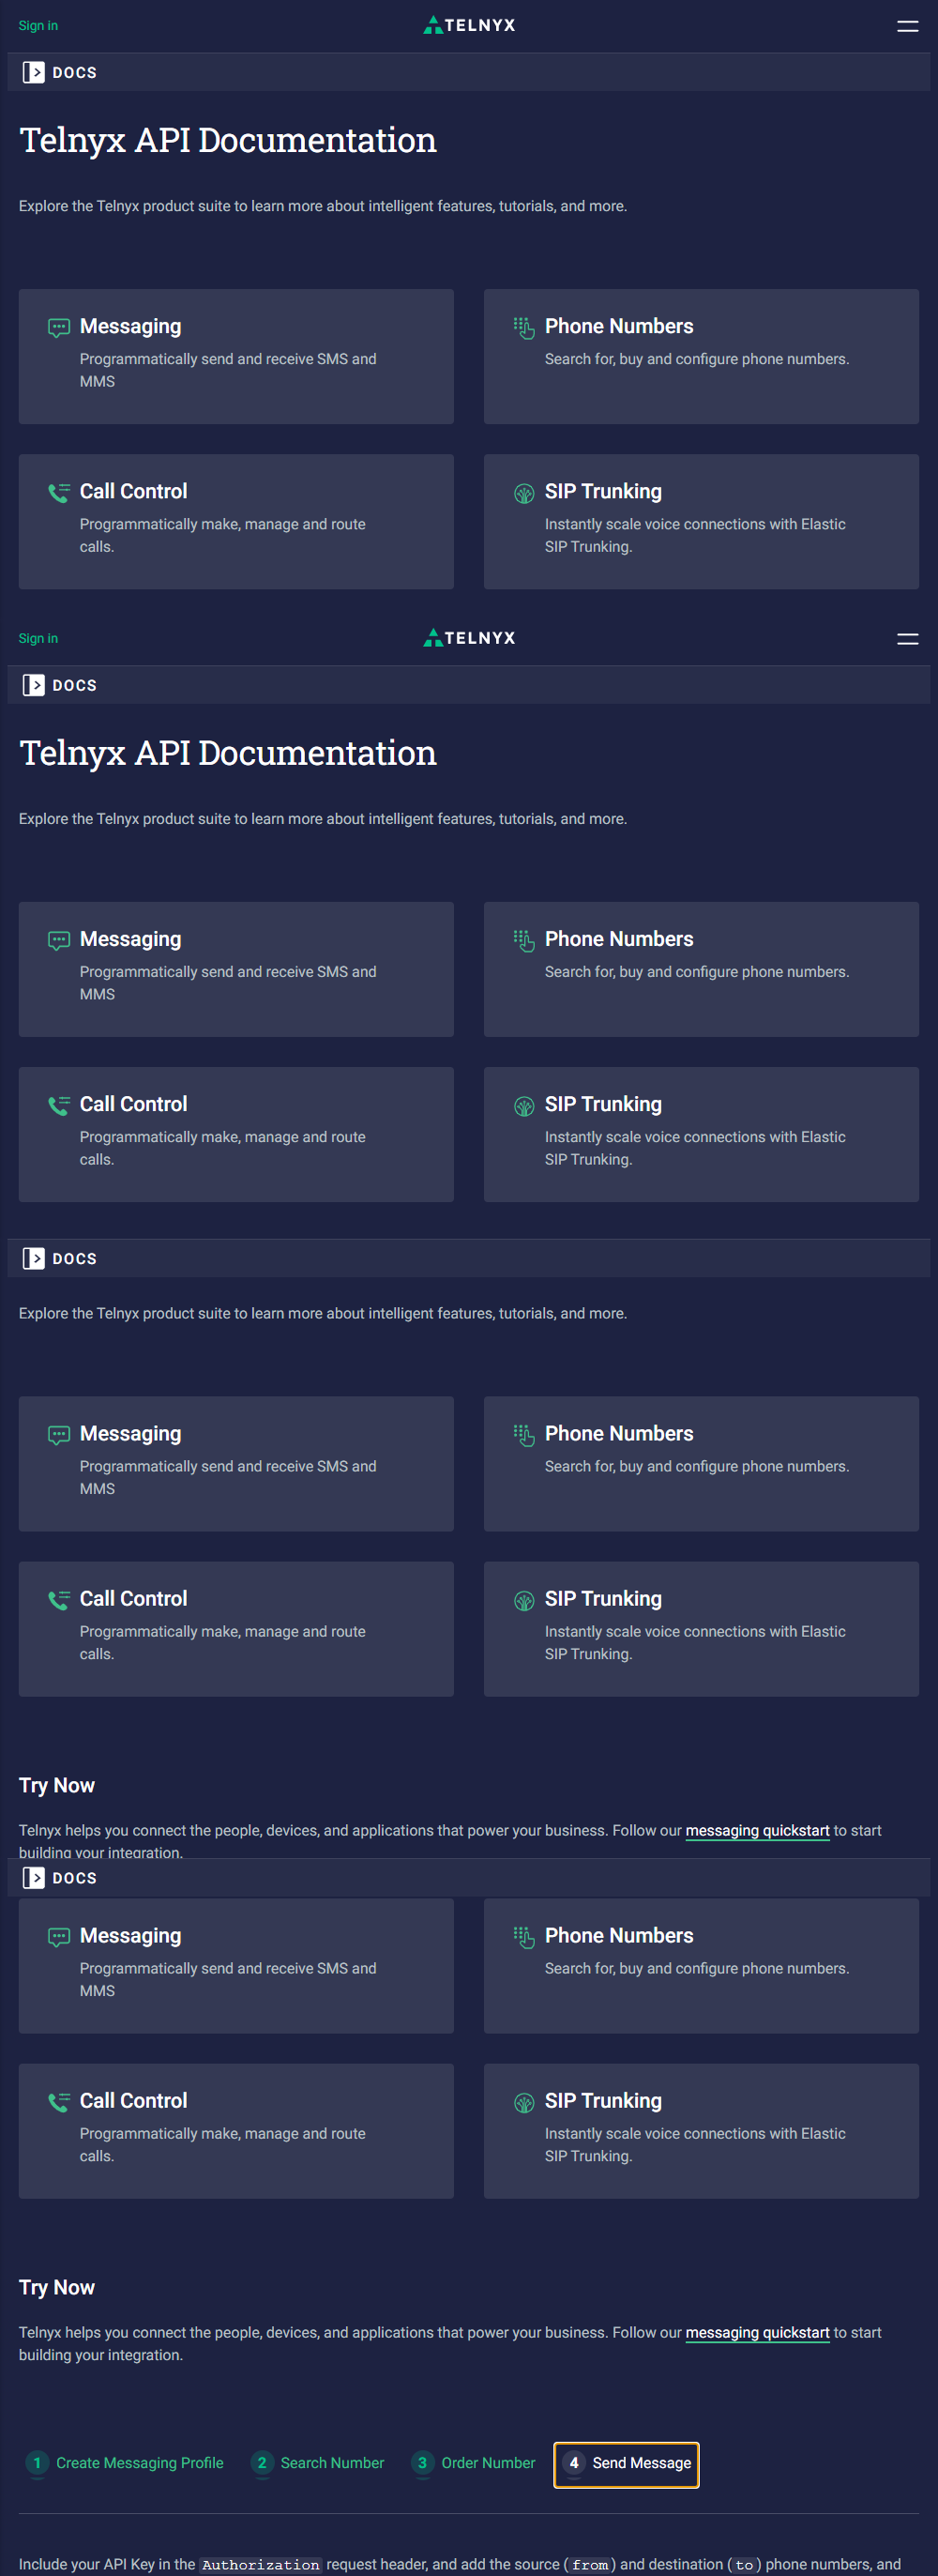 Sign in
TELNYX
DOCS
Telnyx API Documentation
Explore the Telnyx product suite to learn more about intelligent features, tutorials, and more.
Messaging
Programmatically send and receive SMS and
MMS
Phone Numbers
Search for, buy and configure phone numbers.
Call Control
Programmatically make, manage and route
calls.
SIP Trunking
Instantly scale voice connections with Elastic
SIP Trunking.
Sign in
TELNYX
DOCS
Telnyx API Documentation
Explore the Telnyx product suite to learn more about intelligent features, tutorials, and more.
Messaging
Programmatically send and receive SMS and
MMS
Phone Numbers
Search for, buy and configure phone numbers.
Call Control
Programmatically make, manage and route
calls.
SIP Trunking
Instantly scale voice connections with Elastic
SIP Trunking.
DOCS
Explore the Telnyx product suite to learn more about intelligent features, tutorials, and more.
Messaging
Programmatically send and receive SMS and
MMS
Phone Numbers
Search for, buy and configure phone numbers.
Call Control
Programmatically make, manage and route
calls.
SIP Trunking
Instantly scale voice connections with Elastic
SIP Trunking.
Try Now
Telnyx helps you connect the people, devices, and applications that power your business. Follow our messaging quickstart to start
building your integration.
DOCS
Messaging
Programmatically send and receive SMS and
MMS
Phone Numbers
Search for, buy and configure phone numbers.
Call Control
Programmatically make, manage and route
calls.
SIP Trunking
Instantly scale voice connections with Elastic
SIP Trunking.
Try Now
Telnyx helps you connect the people, devices, and applications that power your business. Follow our messaging quickstart to start
building your integration.
1 Create Messaging Profile 2 Search Number 3 Order Number 4 Send Message
Include your API Key in the Authorization request header, and add the source (from) and destination (to) phone numbers, and